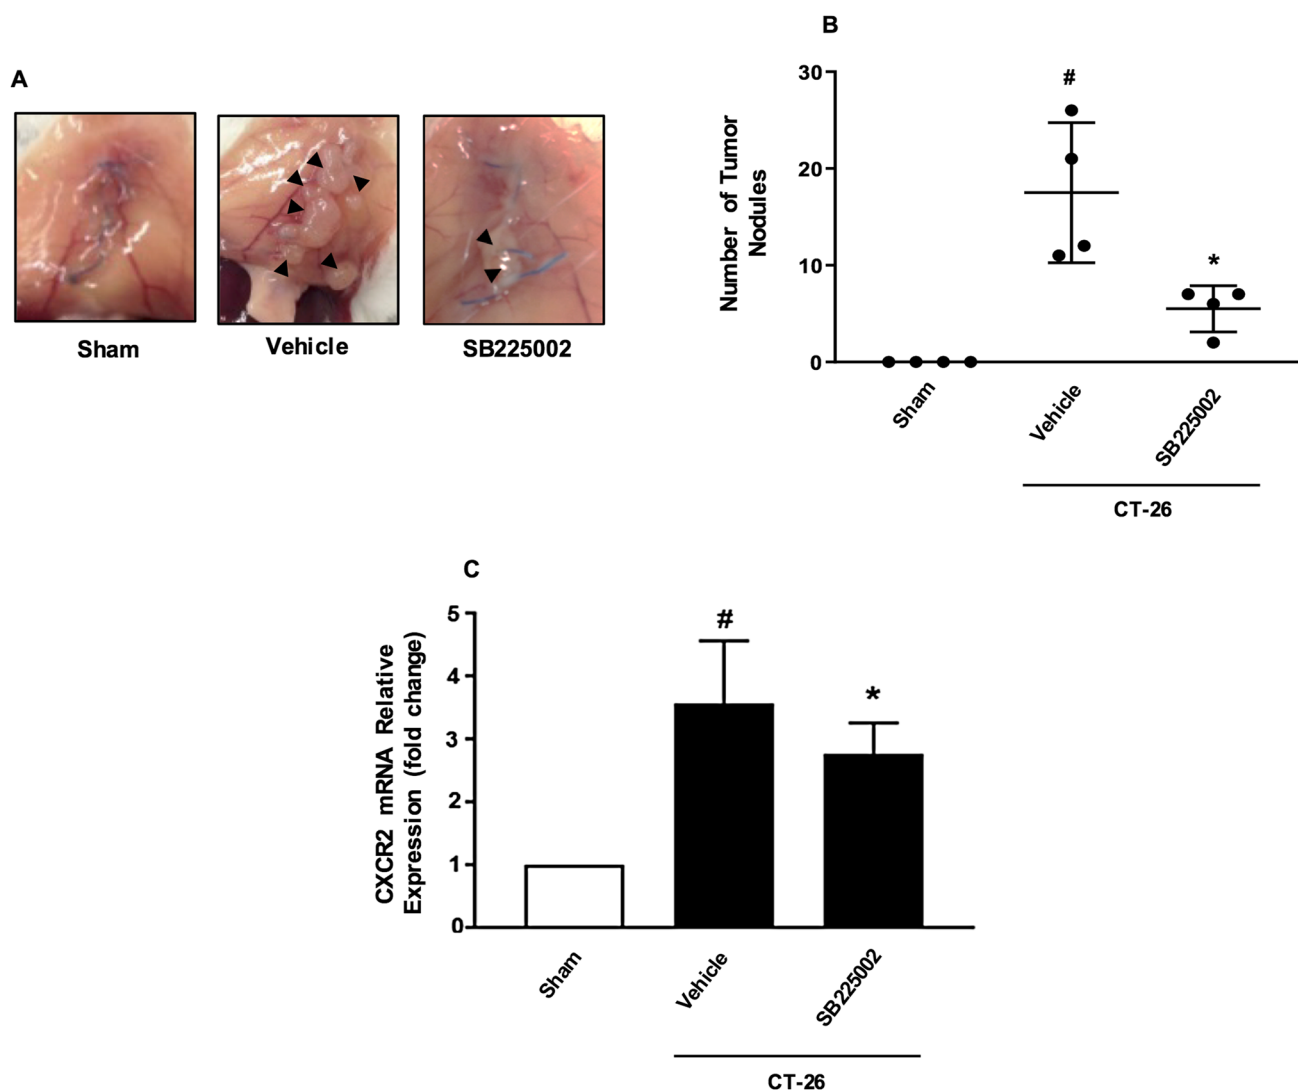 A
Sham
Vehicle
SB225002
B
Number of Tumor
Nodules
30
20
10
0
#
*
Sham
Vehicle
SB225002
CT-26
C
CXCR2 mRNA Relative
Expression (fold change)
5
4
3
2
1
0
#
*
Sham
Vehicle
SB225002
CT-26